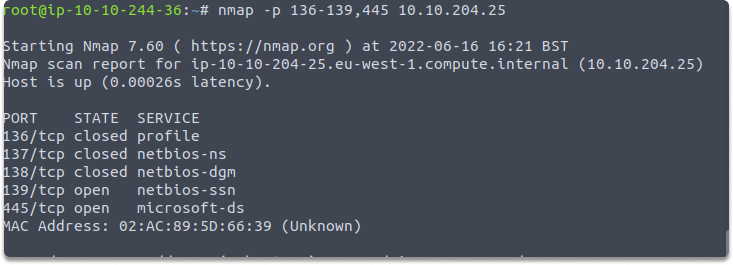 root@ip-10-10-244-36:~# nmap -p 136-139,445 10.10.204.25
Starting Nmap 7.60 ( https://nmap.org ) at 2022-06-16 16:21 BST
Nmap scan report for ip-10-10-204-25.eu-west-1.compute.internal (10.10.204.25)
Host is up (0.00026s latency).
PORT    STATE  SERVICE
136/tcp closed profile
137/tcp closed netbios-ns
138/tcp closed netbios-dgm
139/tcp open   netbios-ssn
445/tcp open   microsoft-ds
MAC Address: 02:AC:89:5D:66:39 (Unknown)